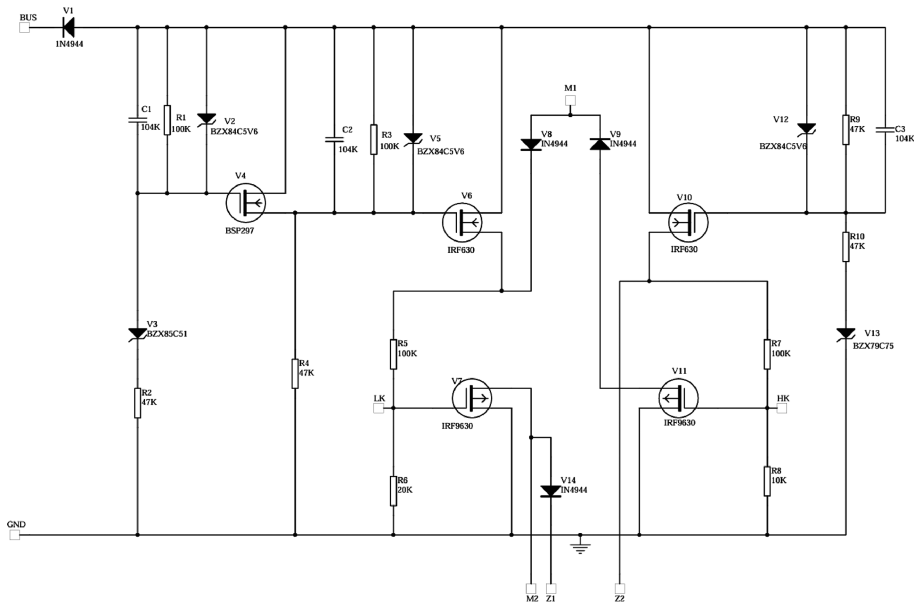 BUS
V1
1N4944
C1
104K
R1
100K
V2
BZX84C5V6
V4
BSP297
C2
104K
R3
100K
V5
BZX84C5V6
V6
IRF630
M1
V8
IN4944
V9
IN4944
V10
IRF630
V12
BZX84C5V6
R9
47K
C3
104K
R10
47K
V3
BZX85C51
R2
47K
R4
47K
R5
100K
LK
V7
IRF9630
R6
20K
V14
IN4944
V11
IRF9630
R7
100K
HK
R8
10K
V13
BZX79C75
GND
M2
Z1
Z2